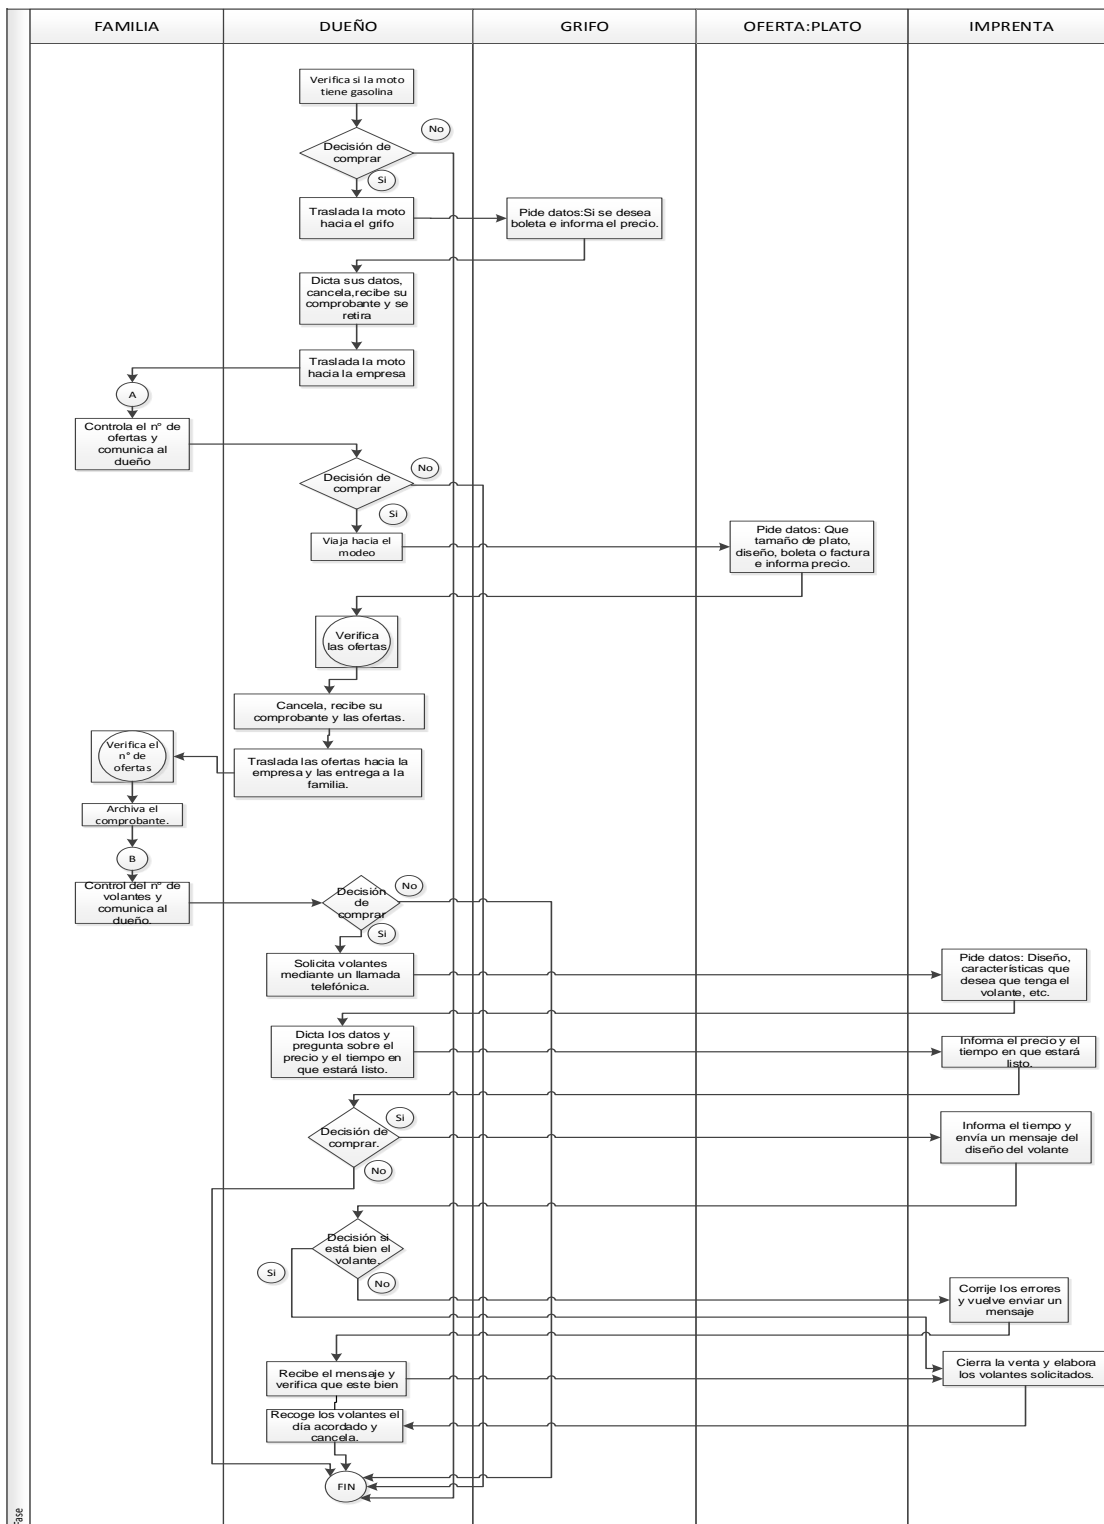 FAMILIA
DUEÑO
GRIFO
OFERTA:PLATO
IMPRENTA
Verifica si la moto
tiene gasolina
No
Decisión de
comprar
Si
Traslada la moto
hacia el grifo
Pide datos:Si se desea
boleta e informa el precio.
Dicta sus datos,
cancela,recibe su
comprobante y se
retira
Traslada la moto
hacia la empresa
A
Controla el n° de
ofertas y
comunica al
dueño
No
Decisión de
comprar
Si
Viaja hacia el
modeo
Pide datos: Que
tamaño de plato,
diseño, boleta o factura
e informa precio.
Verifica
las ofertas
Cancela, recibe su
comprobante y las ofertas.
Verifica el
n° de
ofertas
Traslada las ofertas hacia la
empresa y las entrega a la
familia.
Archiva el
comprobante.
B
Control del n° de
volantes y
comunica al
dueño.
Decisión
de
comprar
No
Si
Solicita volantes
mediante un llamada
telefónica.
Pide datos: Diseño,
características que
desea que tenga el
volante, etc.
Dicta los datos y
pregunta sobre el
precio y el tiempo en
que estará listo.
Informa el precio y el
tiempo en que estará
listo.
Si
Decisión de
comprar.
No
Informa el tiempo y
envía un mensaje del
diseño del volante
Decisión si
está bien el
volante.
Si
No
Corrije los errores
y vuelve enviar un
mensaje
Recibe el mensaje y
verifica que este bien
Cierra la venta y elabora
los volantes solicitados.
Recoge los volantes el
día acordado y
cancela.
FIN
Fase